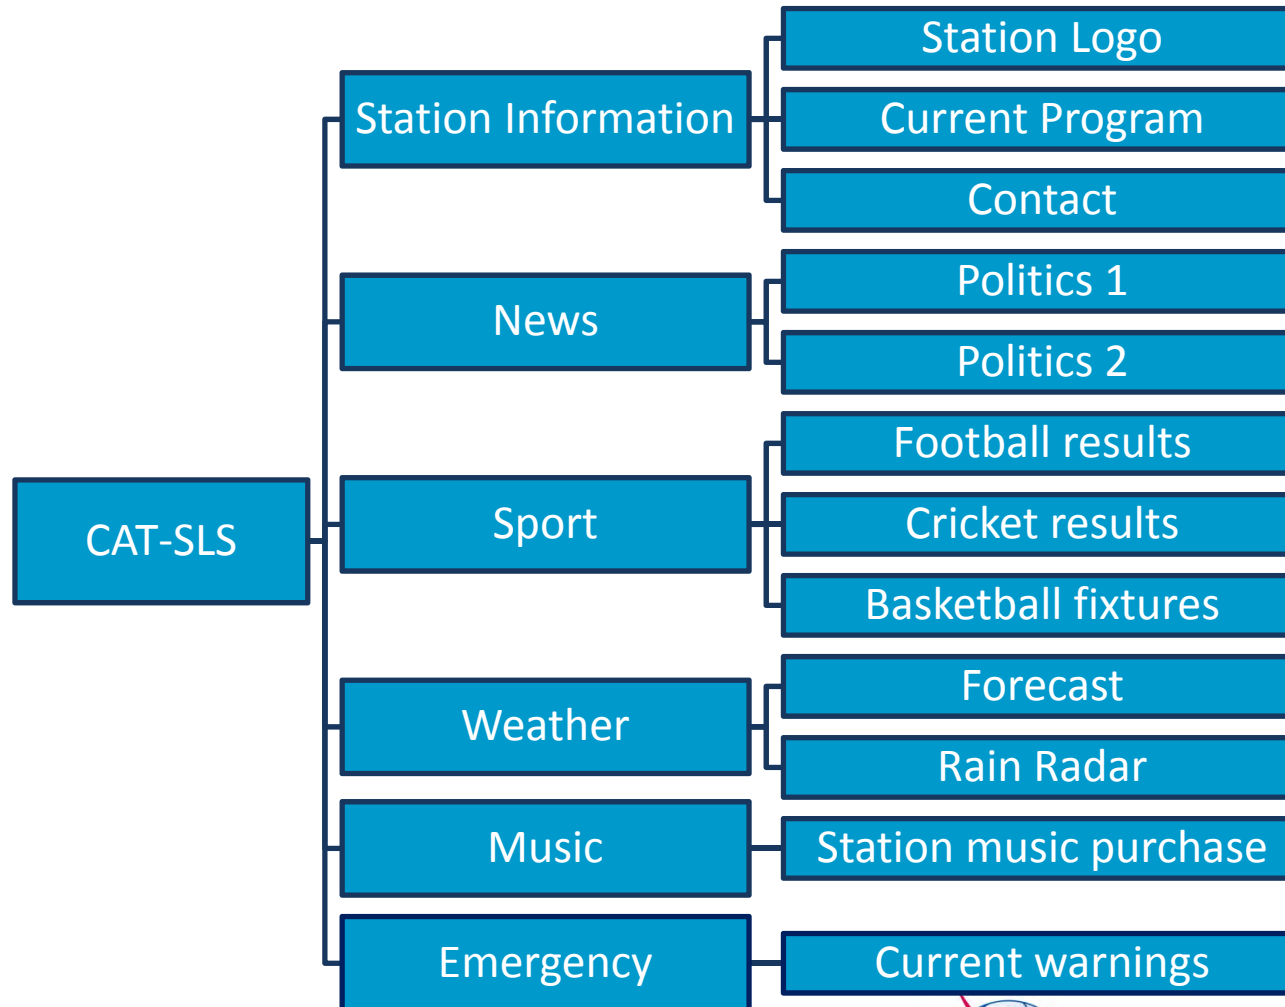 CAT-SLS
Station Information
Station Logo
Current Program
Contact
News
Politics 1
Politics 2
Sport
Football results
Cricket results
Basketball fixtures
Weather
Forecast
Rain Radar
Music
Station music purchase
Emergency
Current warnings